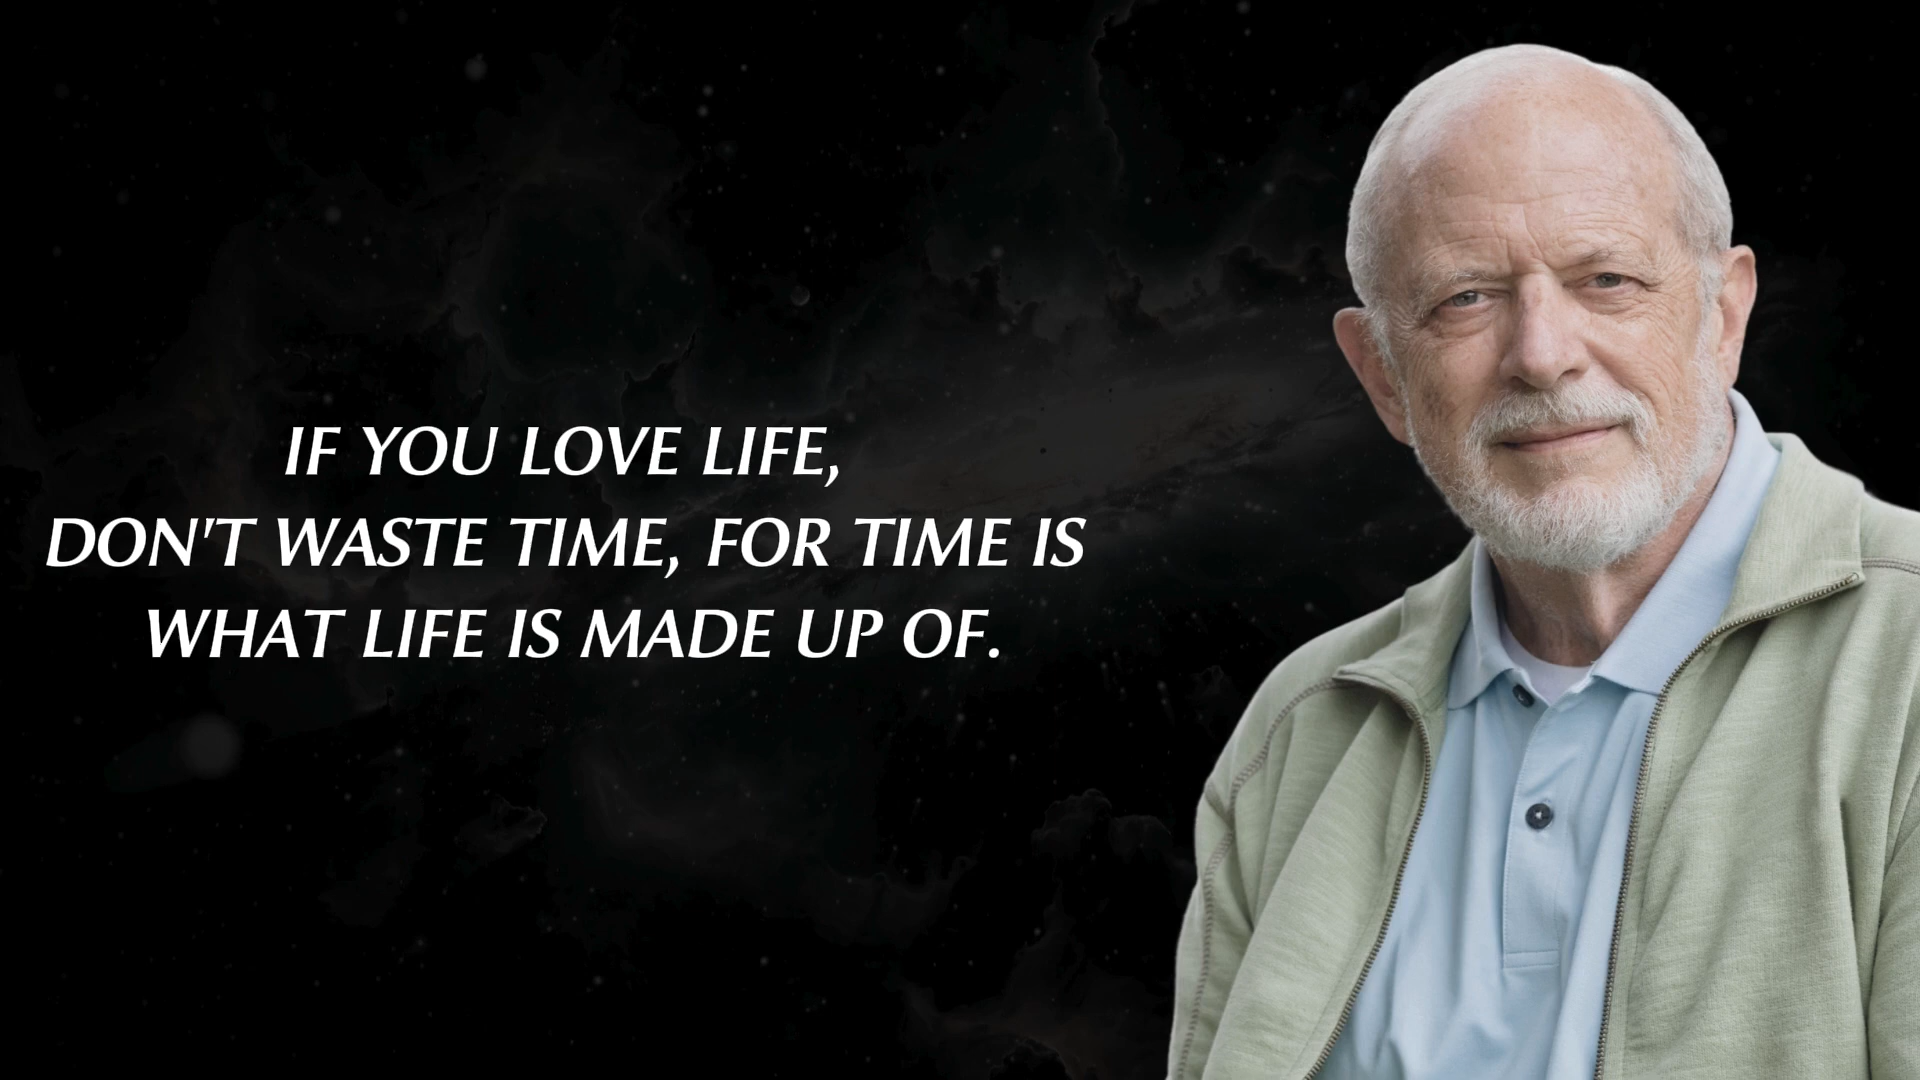 IF YOU LOVE LIFE,
DON'T WASTE TIME, FOR TIME IS
WHAT LIFE IS MADE UP OF.